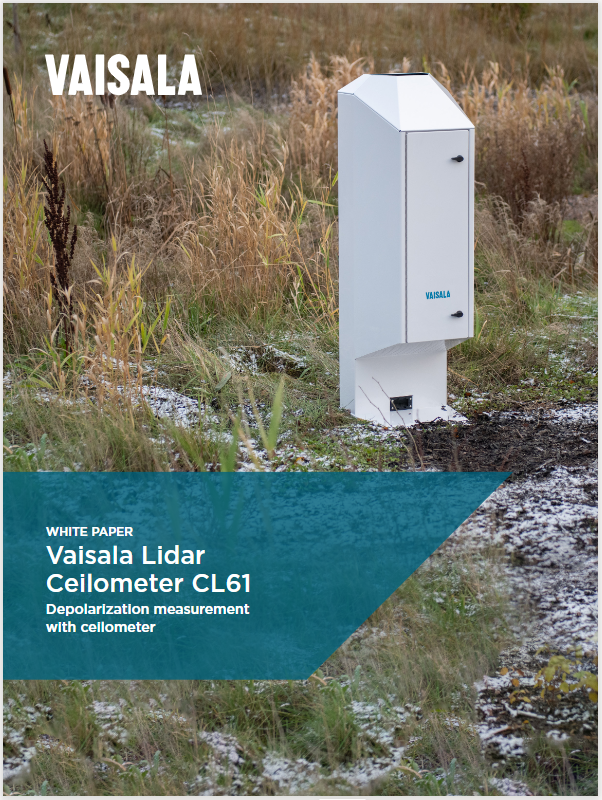 VAISALA
VAISALA
WHITE PAPER
Vaisala Lidar
Ceilometer CL61
Depolarization measurement
with ceilometer